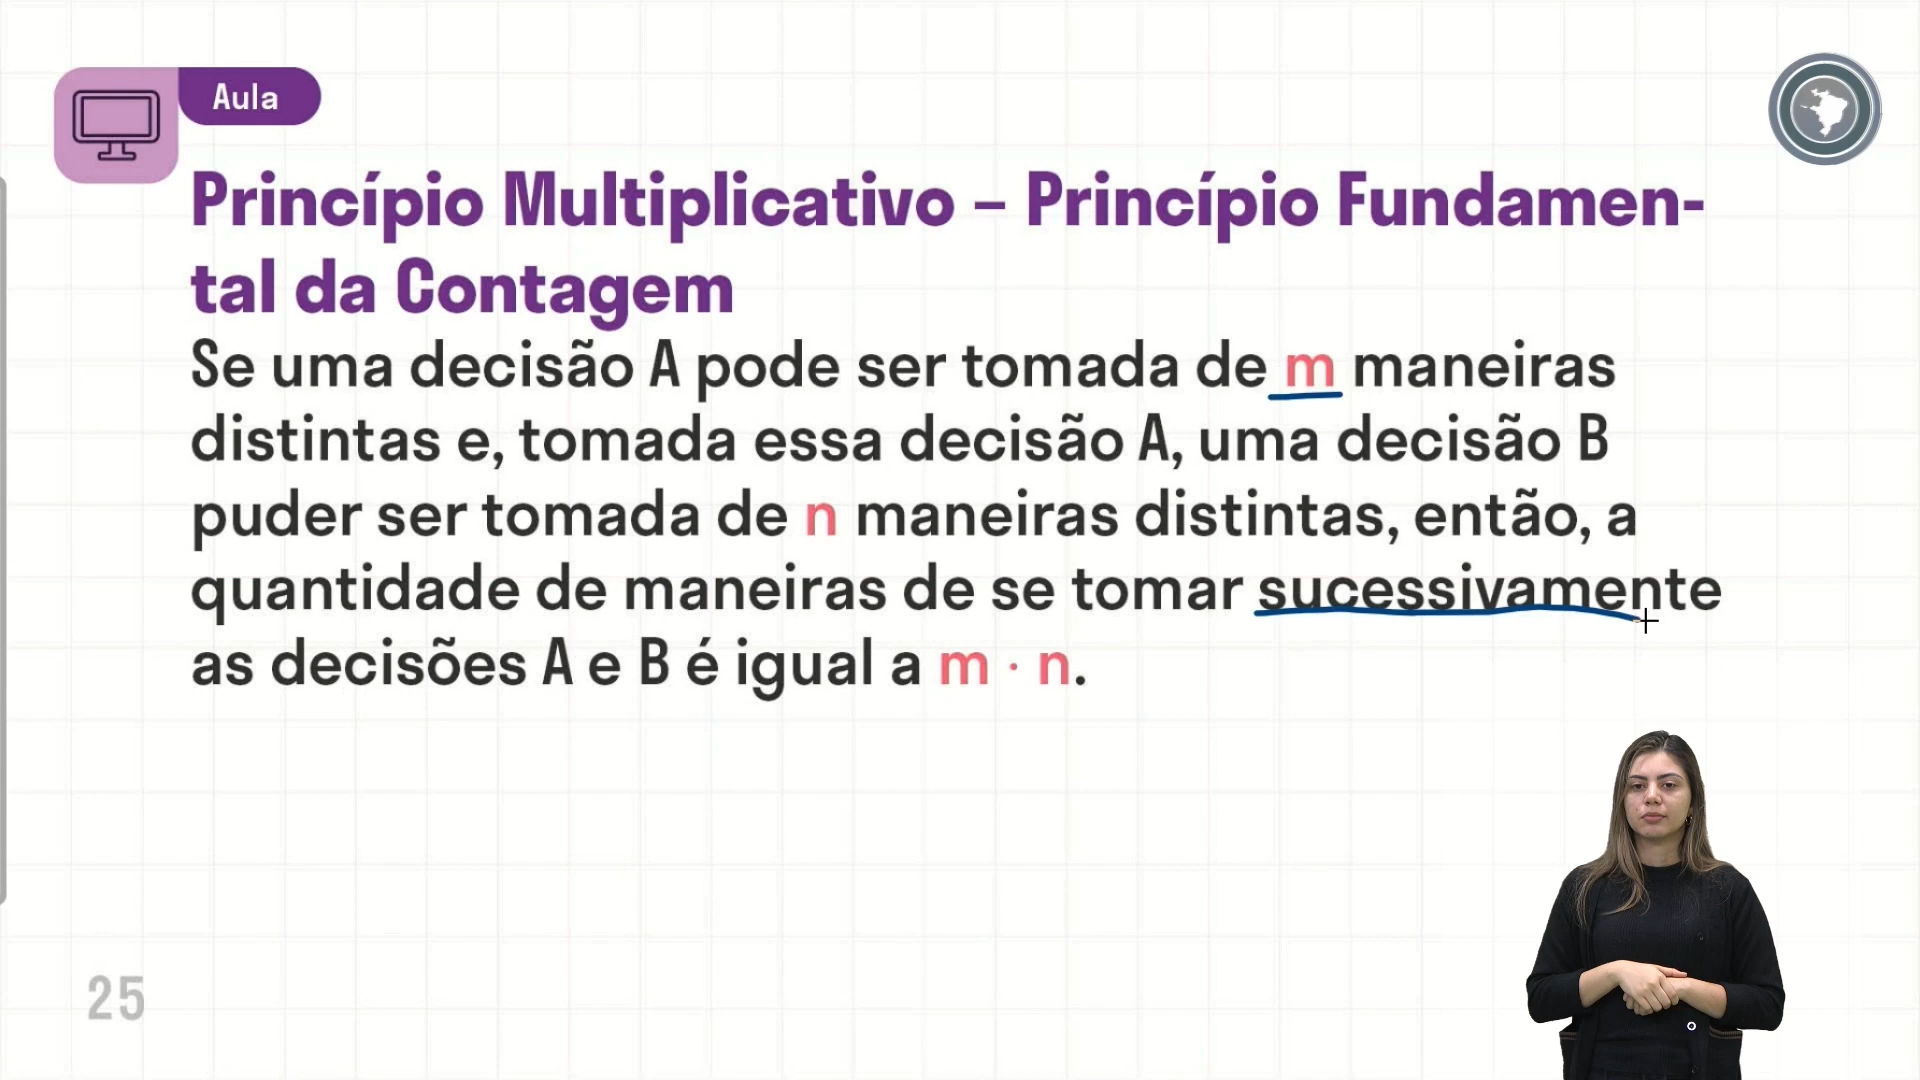 Aula
Princípio Multiplicativo – Princípio Fundamen-
tal da Contagem
Se uma decisão A pode ser tomada de m maneiras
distintas e, tomada essa decisão A, uma decisão B
puder ser tomada de n maneiras distintas, então, a
quantidade de maneiras de se tomar sucessivamente
as decisões A e B é igual a m · n.
25